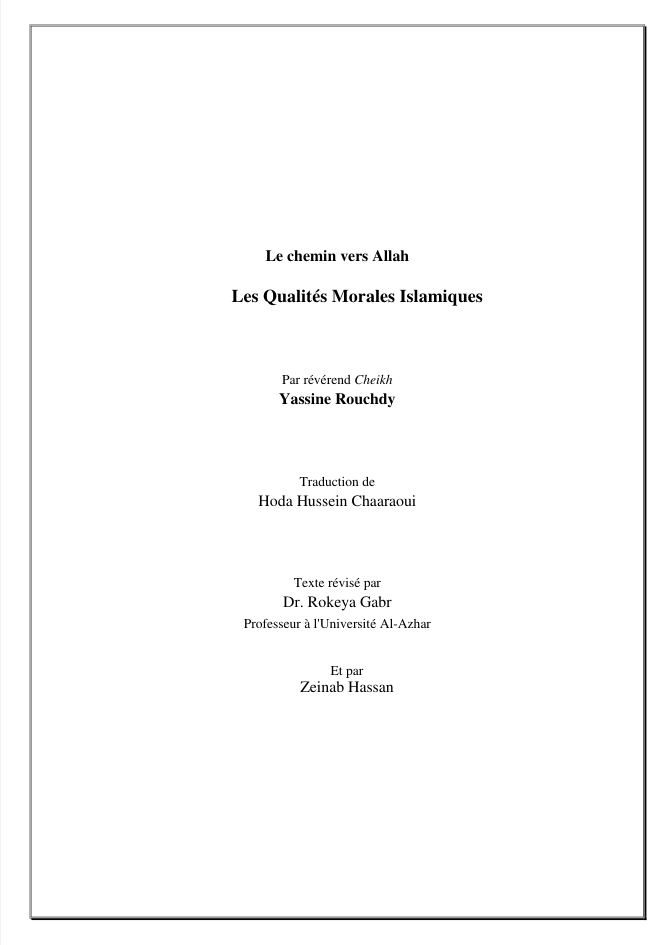 Le chemin vers Allah
Les Qualités Morales Islamiques
Par révérend Cheikh
Yassine Rouchdy
Traduction de
Hoda Hussein Chaaraoui
Texte révisé par
Dr. Rokeya Gabr
Professeur à l'Université Al-Azhar
Et par
Zeinab Hassan